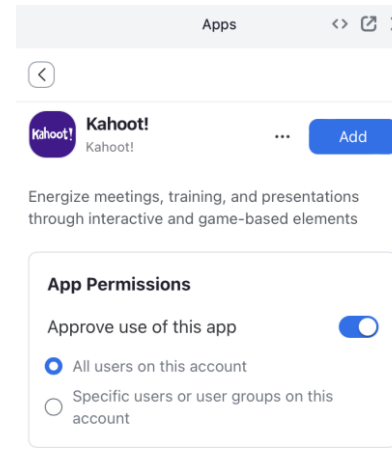 Apps
Kahoot!
Kahoot!
Kahoot!
Add
Energize meetings, training, and presentations
through interactive and game-based elements
App Permissions
Approve use of this app
All users on this account
Specific users or user groups on this
account